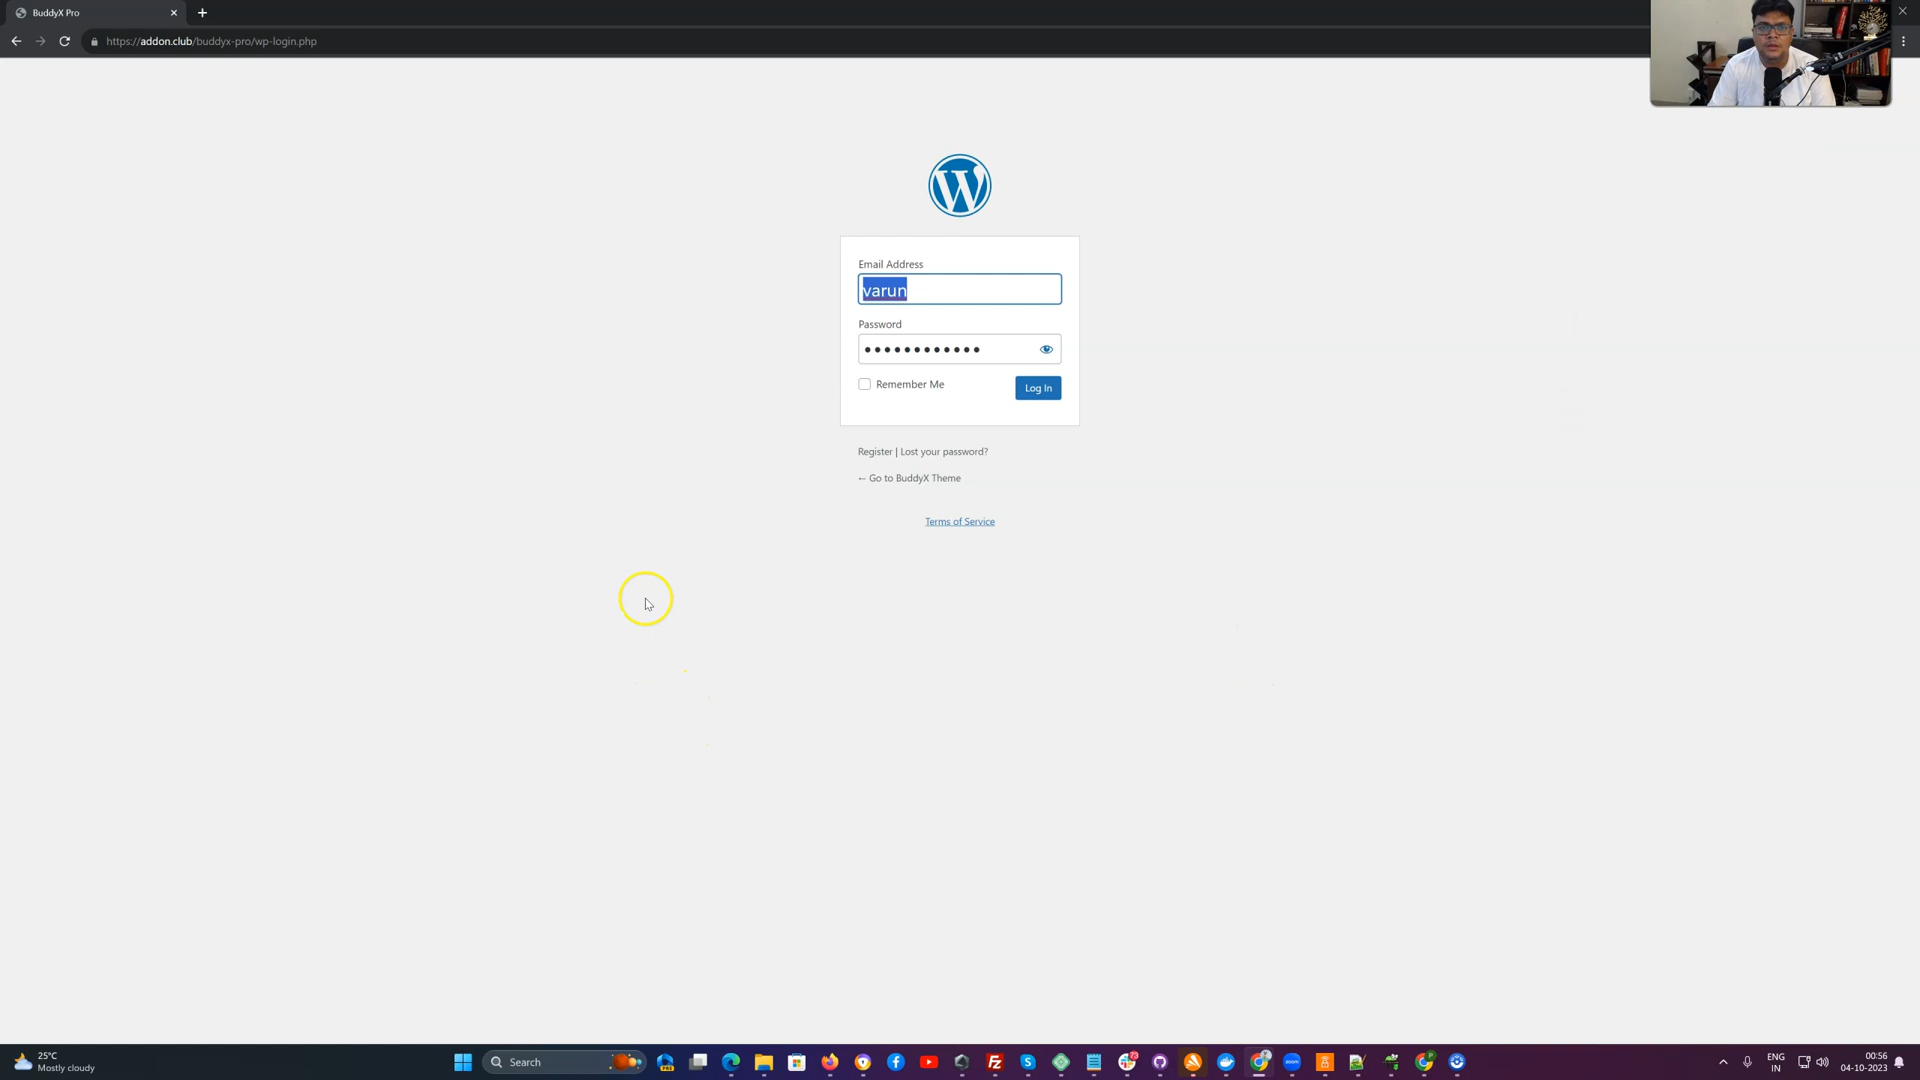 BuddyX Pro
https://addon.club/buddyx-pro/wp-login.php
Email Address
varun
Password
Remember Me
Log In
Register | Lost your password?
← Go to BuddyX Theme
Terms of Service
25°C
Mostly cloudy
Search
ENG
IN
00:56
04-10-2023